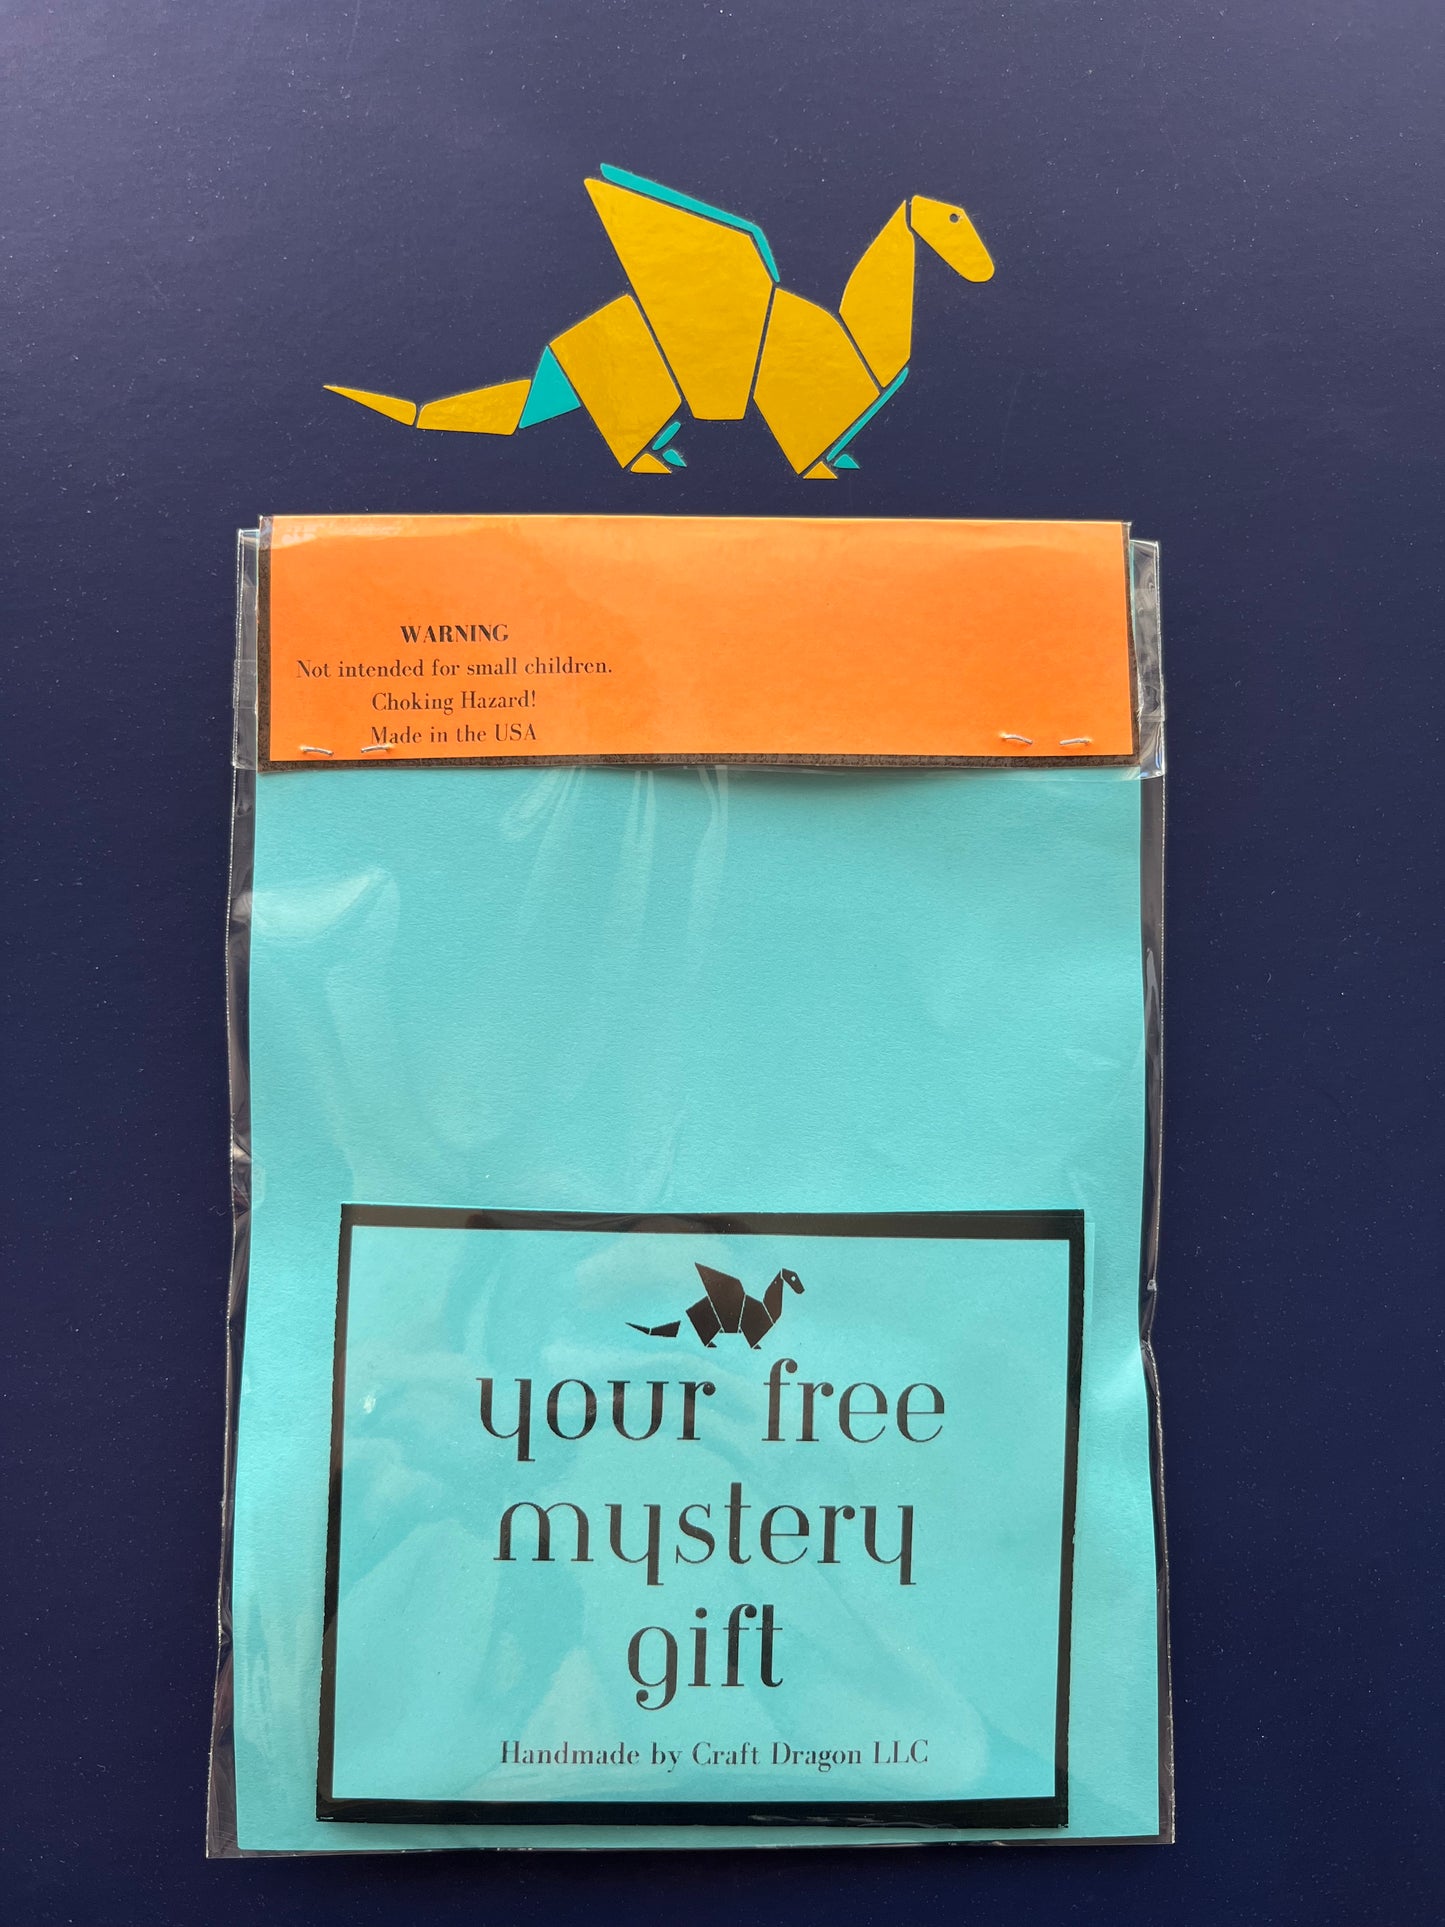 WARNING
Not intended for small children.
Choking Hazard!
Made in the USA
your free
mystery
gift
Handmade by Craft Dragon LLC